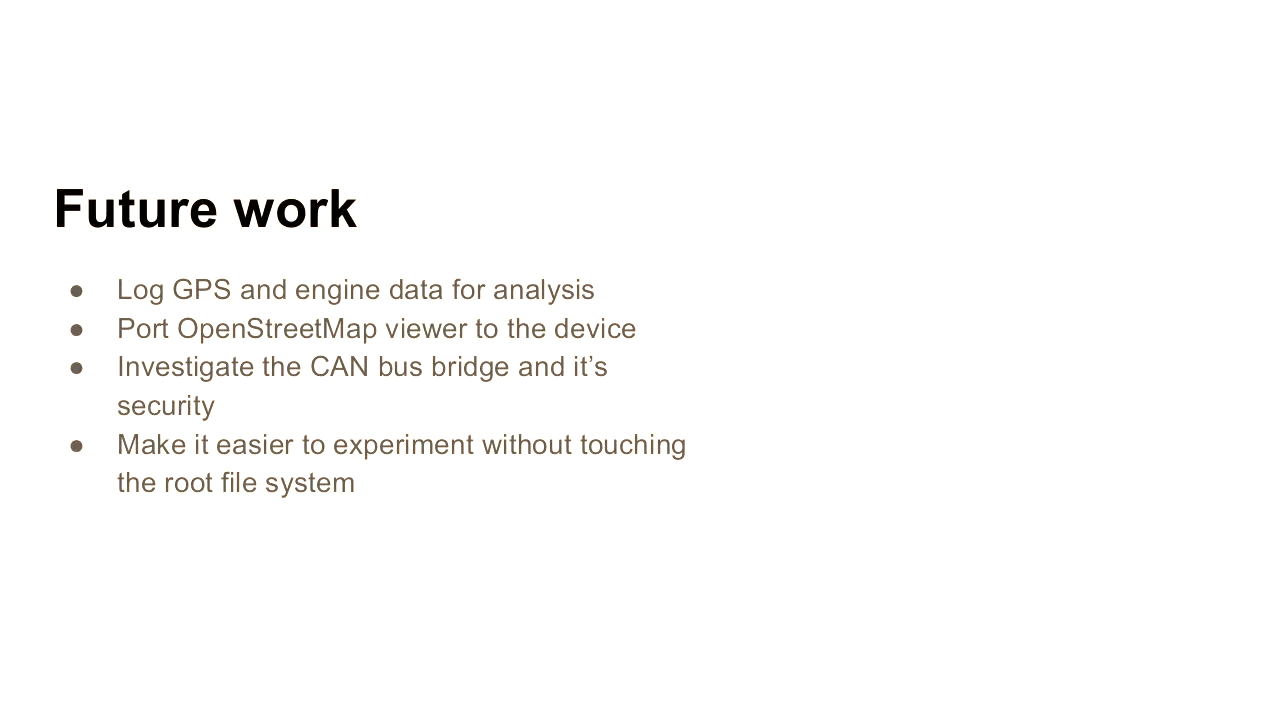 Future work
● Log GPS and engine data for analysis
● Port OpenStreetMap viewer to the device
● Investigate the CAN bus bridge and it’s
security
● Make it easier to experiment without touching
the root file system